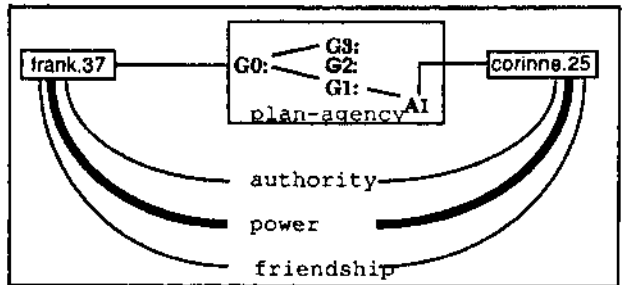 G3:
frank.37 G0: G2: corinne.25
G1:
AI
plan-agency
authority
power
friendship